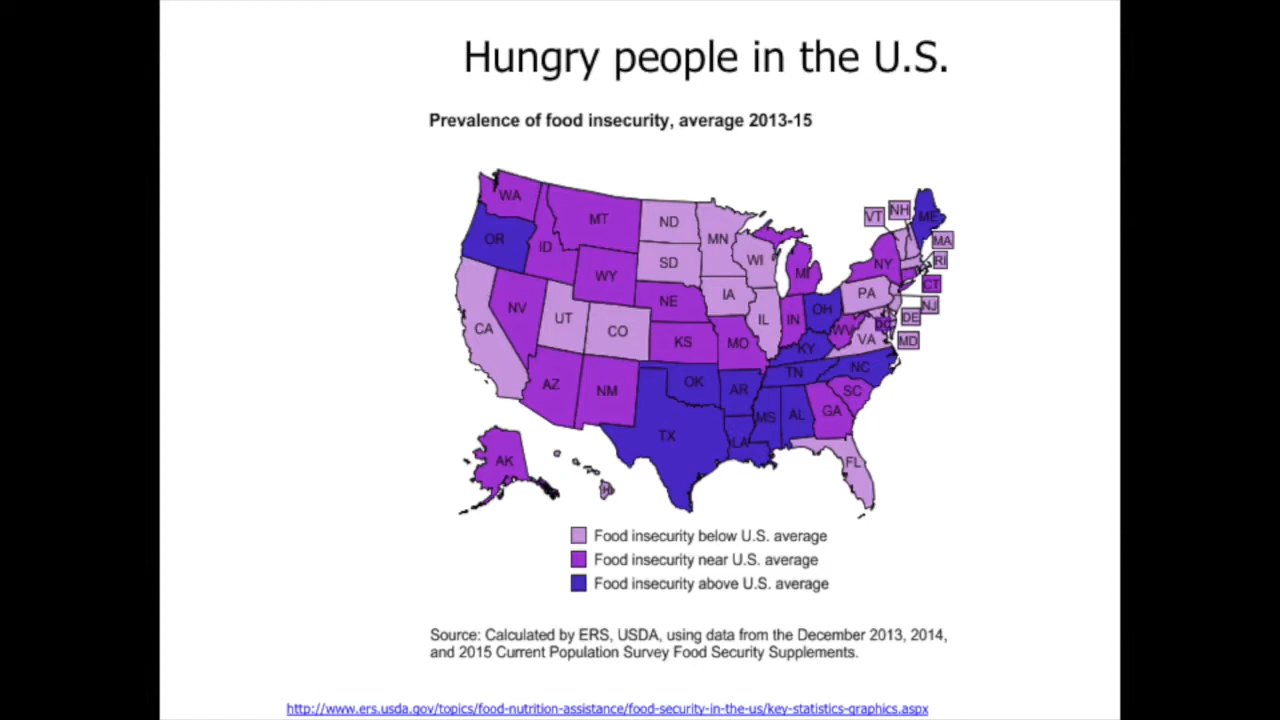 Hungry people in the U.S.
Prevalence of food insecurity, average 2013-15
WA
MT
ND
MN
VT
NH
ME
OR
ID
SD
WI
MI
NY
MA
RI
WY
IA
PA
CT
NV
NE
IL
IN
OH
NJ
CA
UT
CO
KS
MO
WV
VA
DC
DE
MD
KY
AZ
NM
OK
AR
TN
NC
SC
TX
LA
MS
AL
GA
AK
HI
FL
Food insecurity below U.S. average
Food insecurity near U.S. average
Food insecurity above U.S. average
Source: Calculated by ERS, USDA, using data from the December 2013, 2014,
and 2015 Current Population Survey Food Security Supplements.
http://www.ers.usda.gov/topics/food-nutrition-assistance/food-security-in-the-us/key-statistics-graphics.aspx